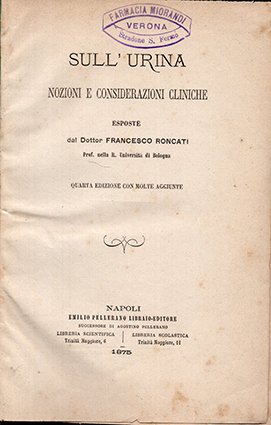 FARMACIA MIORANDI
VERONA
Stradone S. Fermo
SULL' URINA
NOZIONI E CONSIDERAZIONI CLINICHE
ESPOSTE
dal Dottor FRANCESCO RONCATI
Prof. nella R. Università di Bologna
QUARTA EDIZIONE CON MOLTE AGGIUNTE
NAPOLI
EMILIO PELLERANO LIBRAIO-EDITORE
SUCCESSORE DI AGOSTINO PELLERANO
LIBRERIA SCIENTIFICA LIBRERIA SCOLASTICA
Trinità Maggiore, 6 Trinità Maggiore, 11
1875